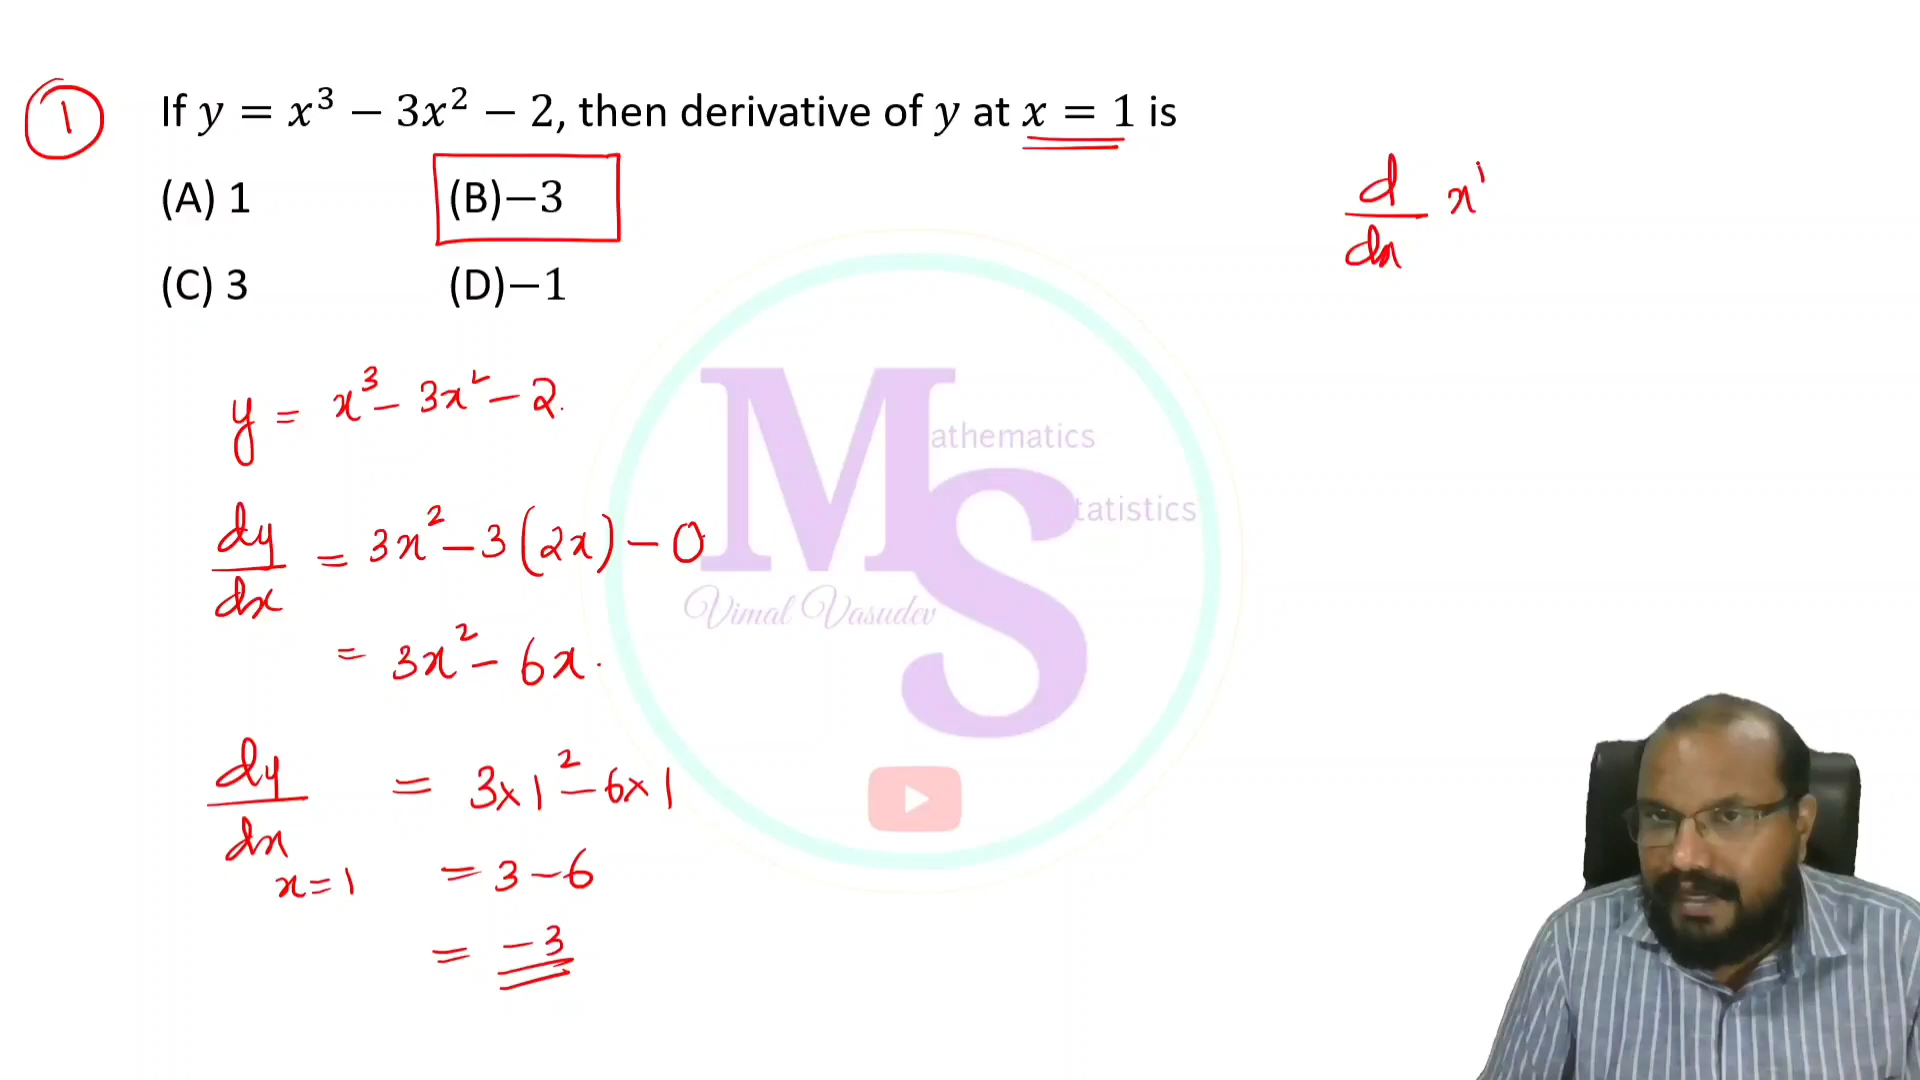 1 If y = x³ − 3x² − 2, then derivative of y at x = 1 is
(A) 1 (B)−3
(C) 3 (D)−1
d/dx x'
y = x³ − 3x² − 2.
dy/dx = 3x² − 3(2x) − 0
= 3x² − 6x.
dy/dx x=1 = 3×1² − 6×1
= 3 − 6
= −3
M athematics
S tatistics
Vimal Vasudev